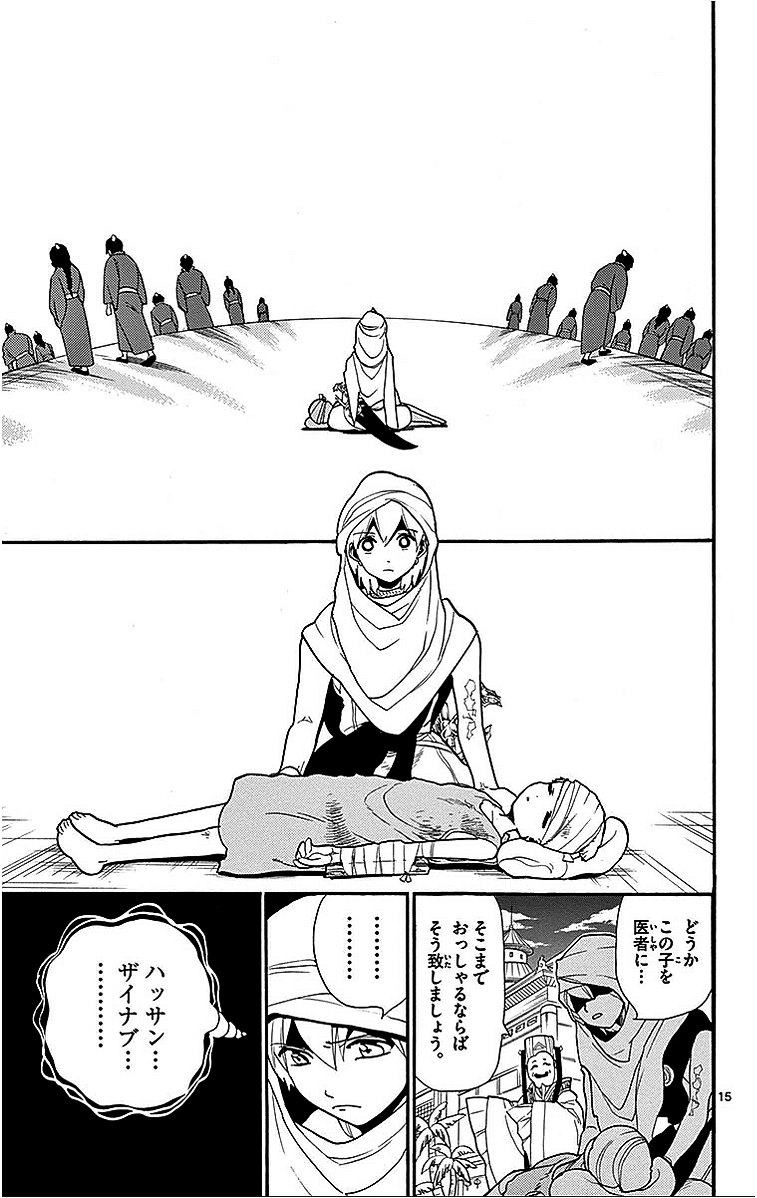 どうか
この子を
医者に…
そこまで
おっしゃるならば
そう致しましょう。
………
………
ハッサン…
ザイナブ…
…………
15